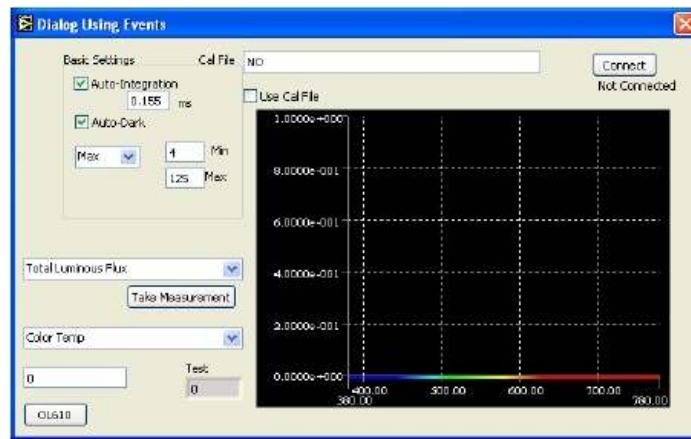 Dialog Using Events
Basic Settings
Cal File
NO
Connect
Not Connected
Auto-Integration
0.155 ms
Use Cal File
Auto-Dark
Max
4 Min
125 Max
1.0000e+000
8.0000e-001
6.0000e-001
4.0000e-001
2.0000e-001
0.0000e+000
400.00 500.00 600.00 700.00
380.00 780.00
Total Luminous Flux
Take Measurement
Color Temp
0
Test
0
OL610